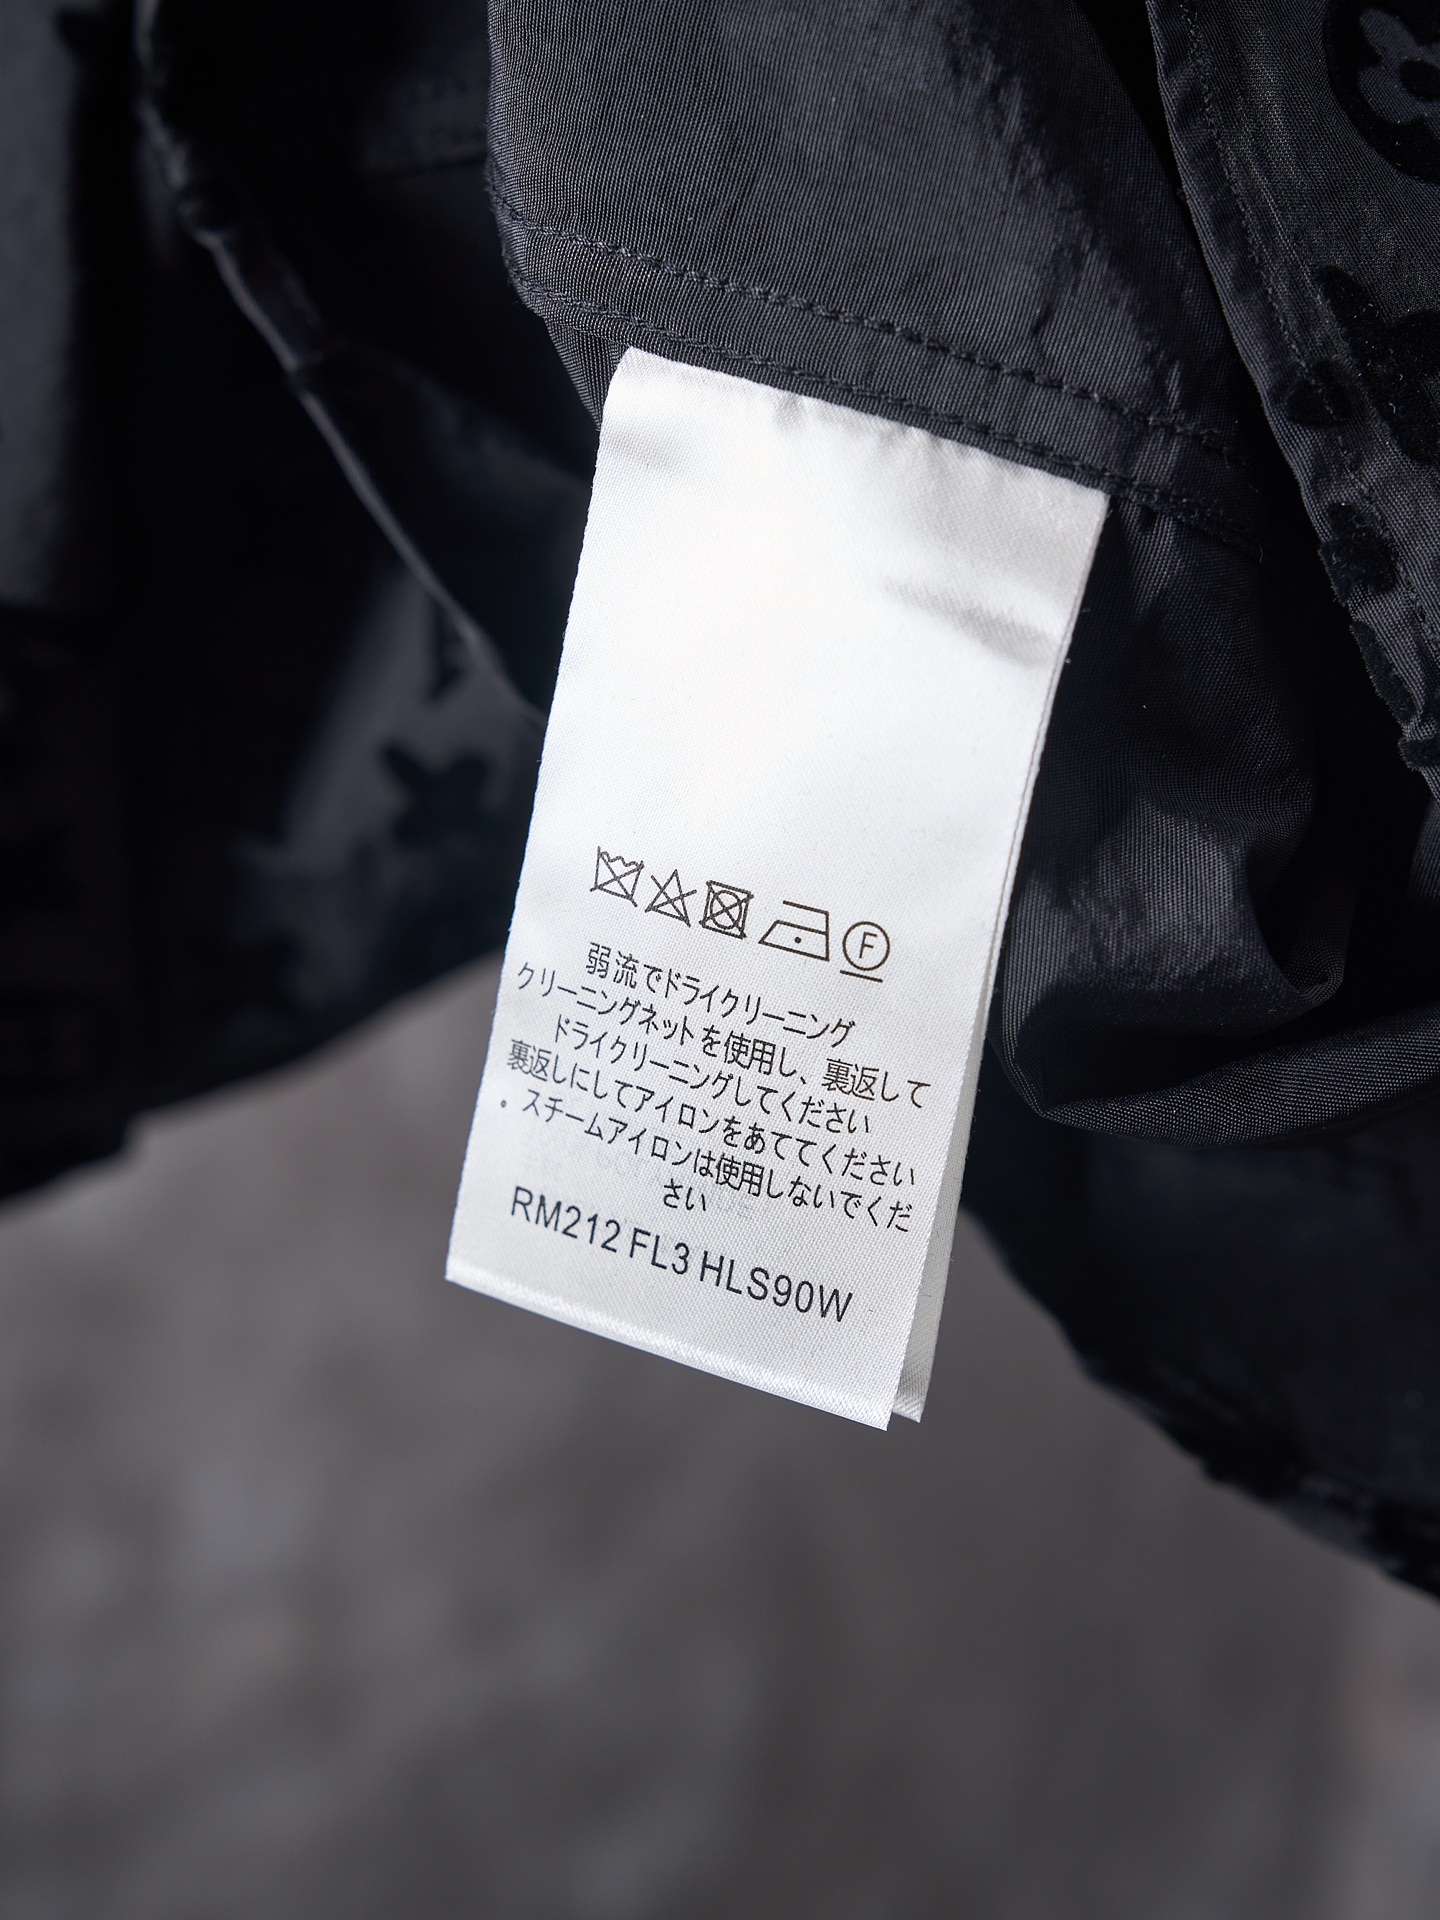 F
弱流でドライクリーニング
クリーニングネットを使用し、裏返して
ドライクリーニングしてください
裏返しにしてアイロンをあててください
・スチームアイロンは使用しないでくだ
さい
RM212 FL3 HLS90W